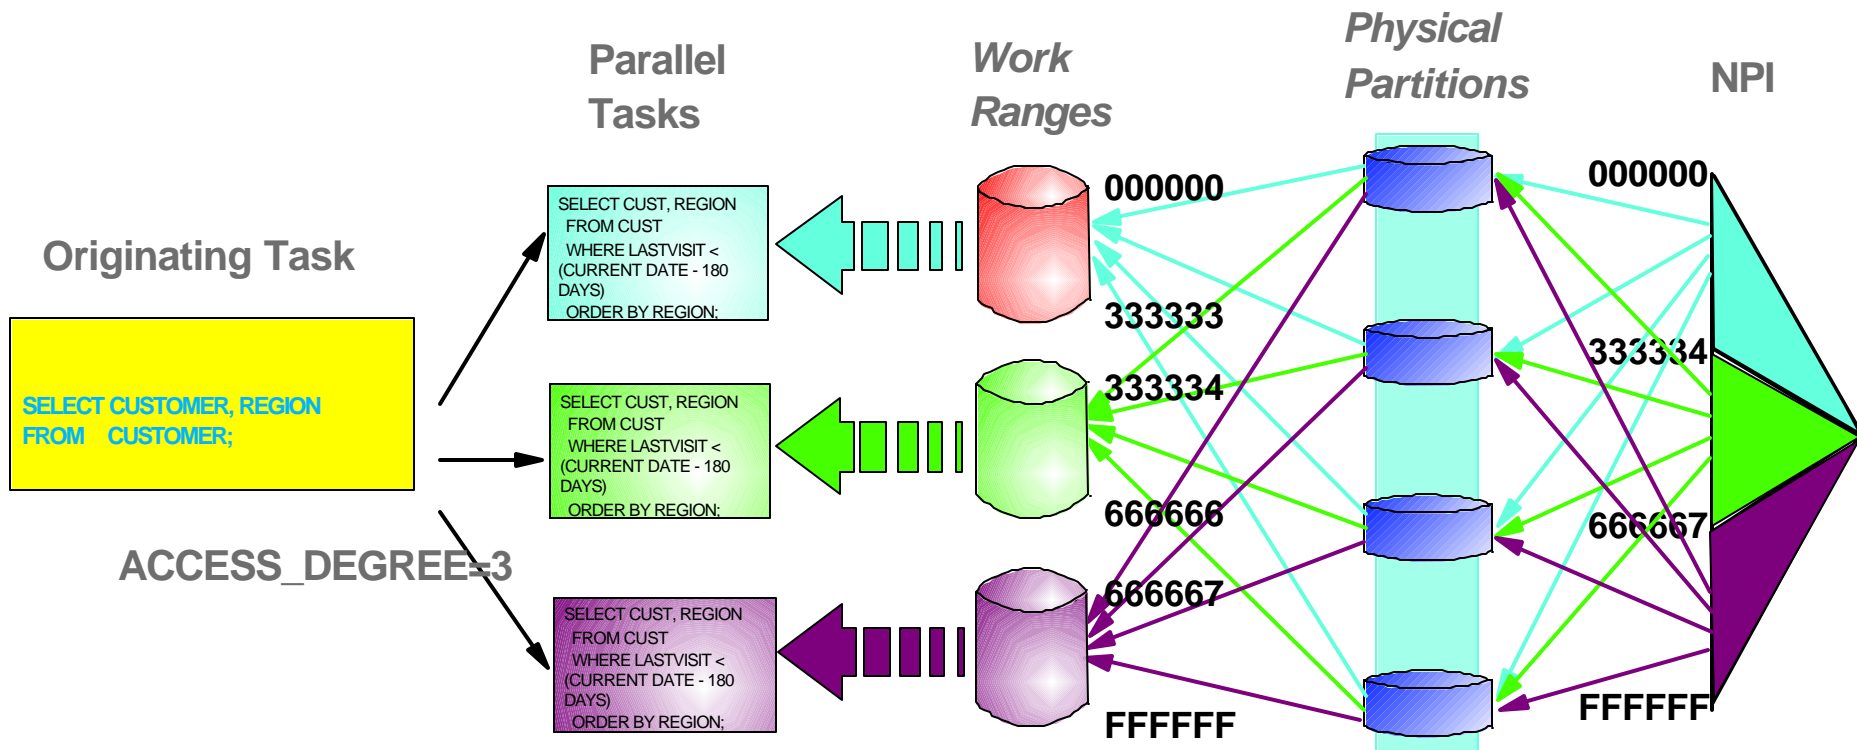 Parallel
Tasks
Work
Ranges
Physical
Partitions
NPI
Originating Task
SELECT CUSTOMER, REGION
FROM CUSTOMER;
ACCESS_DEGREE=3
SELECT CUST, REGION
FROM CUST
WHERE LASTVISIT <
(CURRENT DATE - 180
DAYS)
ORDER BY REGION;
SELECT CUST, REGION
FROM CUST
WHERE LASTVISIT <
(CURRENT DATE - 180
DAYS)
ORDER BY REGION;
SELECT CUST, REGION
FROM CUST
WHERE LASTVISIT <
(CURRENT DATE - 180
DAYS)
ORDER BY REGION;
000000
333333
333334
666666
666667
FFFFFF
000000
333334
666667
FFFFFF